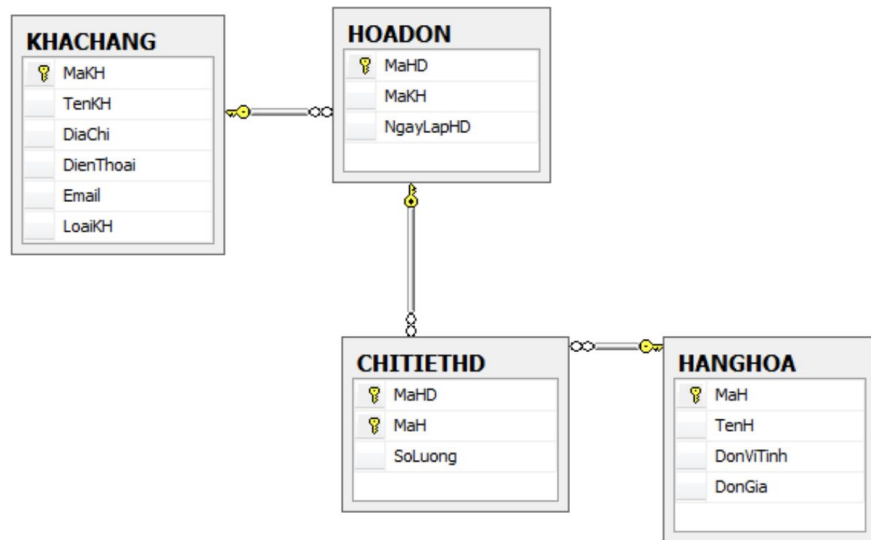 KHACHANG
MaKH
TenKH
DiaChi
DienThoai
Email
LoaiKH
HOADON
MaHD
MaKH
NgayLapHD
CHITIETHD
MaHD
MaH
SoLuong
HANGHOA
MaH
TenH
DonViTinh
DonGia